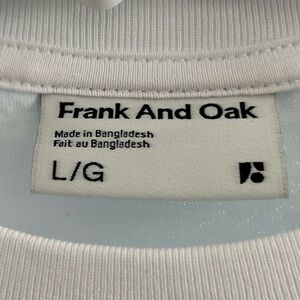 Frank And Oak
Made in Bangladesh
Fait au Bangladesh
L/G